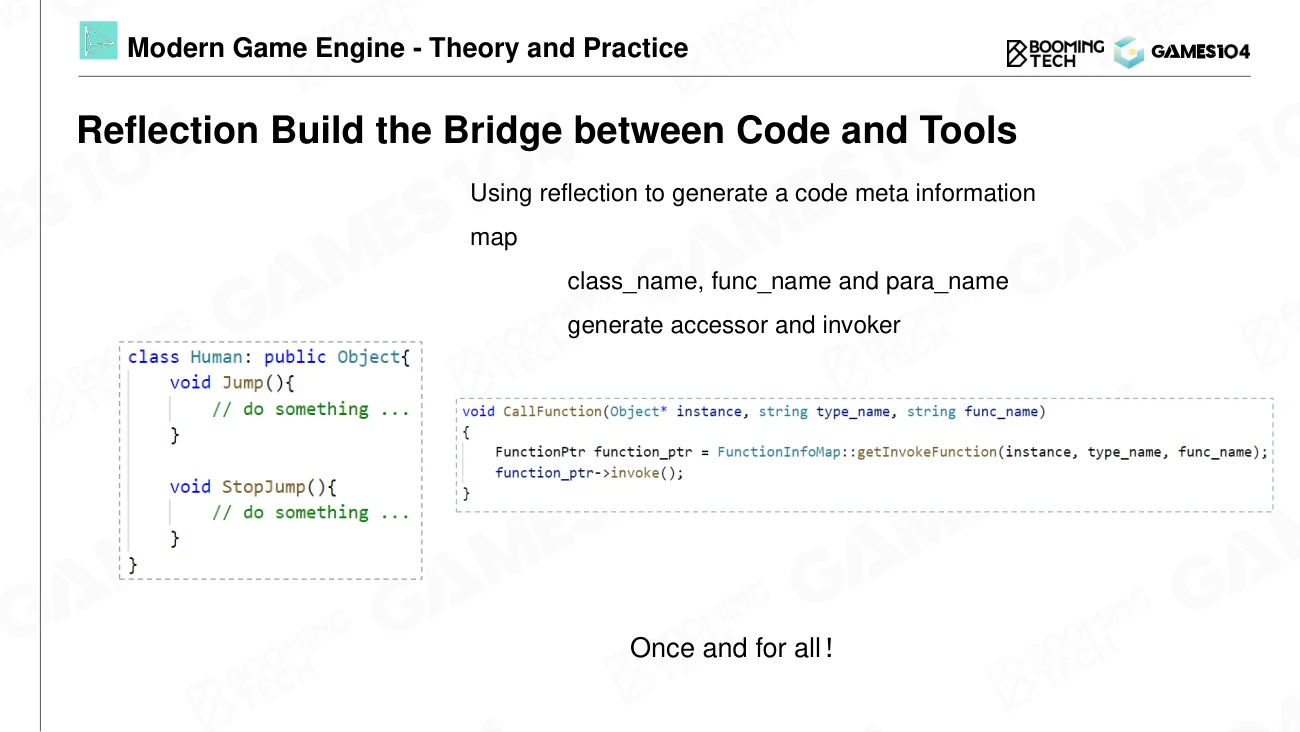 Modern Game Engine - Theory and Practice
BOOMING
TECH
GAMES104
Reflection Build the Bridge between Code and Tools
Using reflection to generate a code meta information
map
class_name, func_name and para_name
generate accessor and invoker
class Human: public Object{
void Jump(){
// do something ...
}
void StopJump(){
// do something ...
}
}
void CallFunction(Object* instance, string type_name, string func_name)
{
FunctionPtr function_ptr = FunctionInfoMap::getInvokeFunction(instance, type_name, func_name);
function_ptr->invoke();
}
Once and for all!